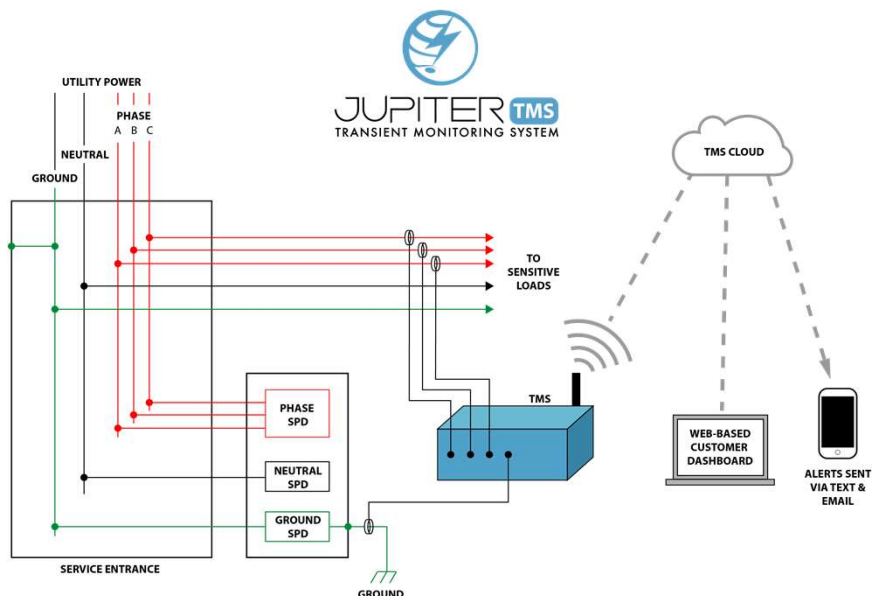 JUPITER TMS
TRANSIENT MONITORING SYSTEM
UTILITY POWER
PHASE
A B C
NEUTRAL
GROUND
TMS CLOUD
TO
SENSITIVE
LOADS
TMS
PHASE
SPD
NEUTRAL
SPD
GROUND
SPD
SERVICE ENTRANCE
GROUND
WEB-BASED
CUSTOMER
DASHBOARD
ALERTS SENT
VIA TEXT &
EMAIL